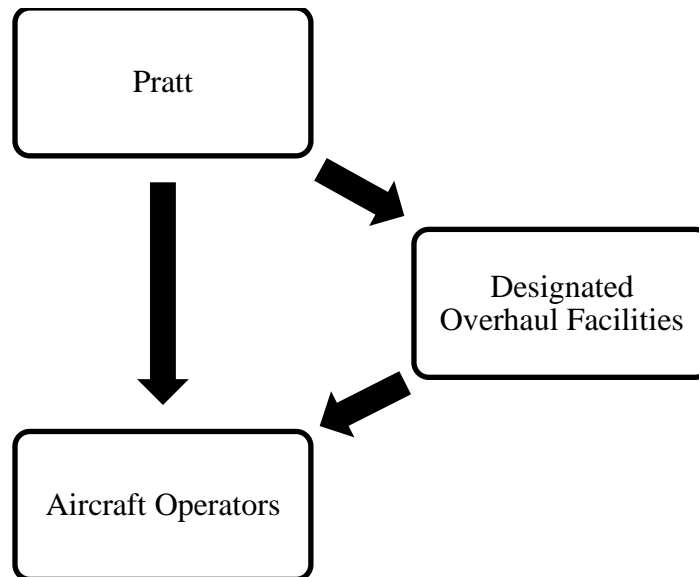 Pratt
Designated
Overhaul Facilities
Aircraft Operators